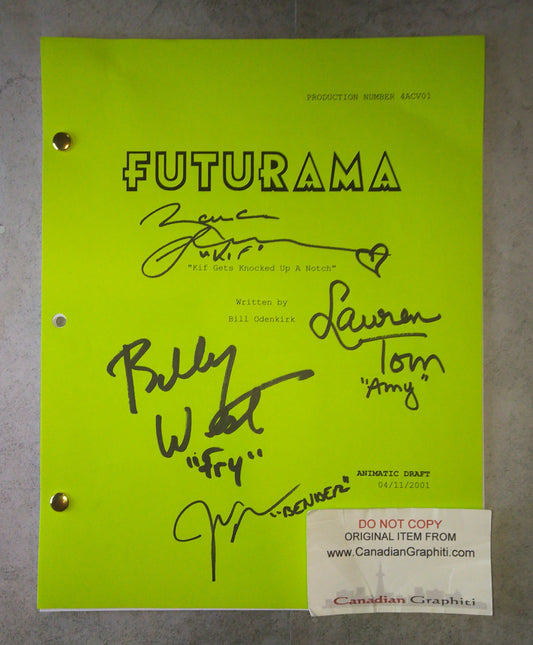 PRODUCTION NUMBER 4ACV01
FUTURAMA
"KIF"
"Kif Gets Knocked Up A Notch"
Written by
Bill Odenkirk
Lauren
Tom
"Amy"
Billy
West
"Fry"
"BENDER"
ANIMATIC DRAFT
04/11/2001
DO NOT COPY
ORIGINAL ITEM FROM
www.CanadianGraphiti.com
Canadian Graphiti